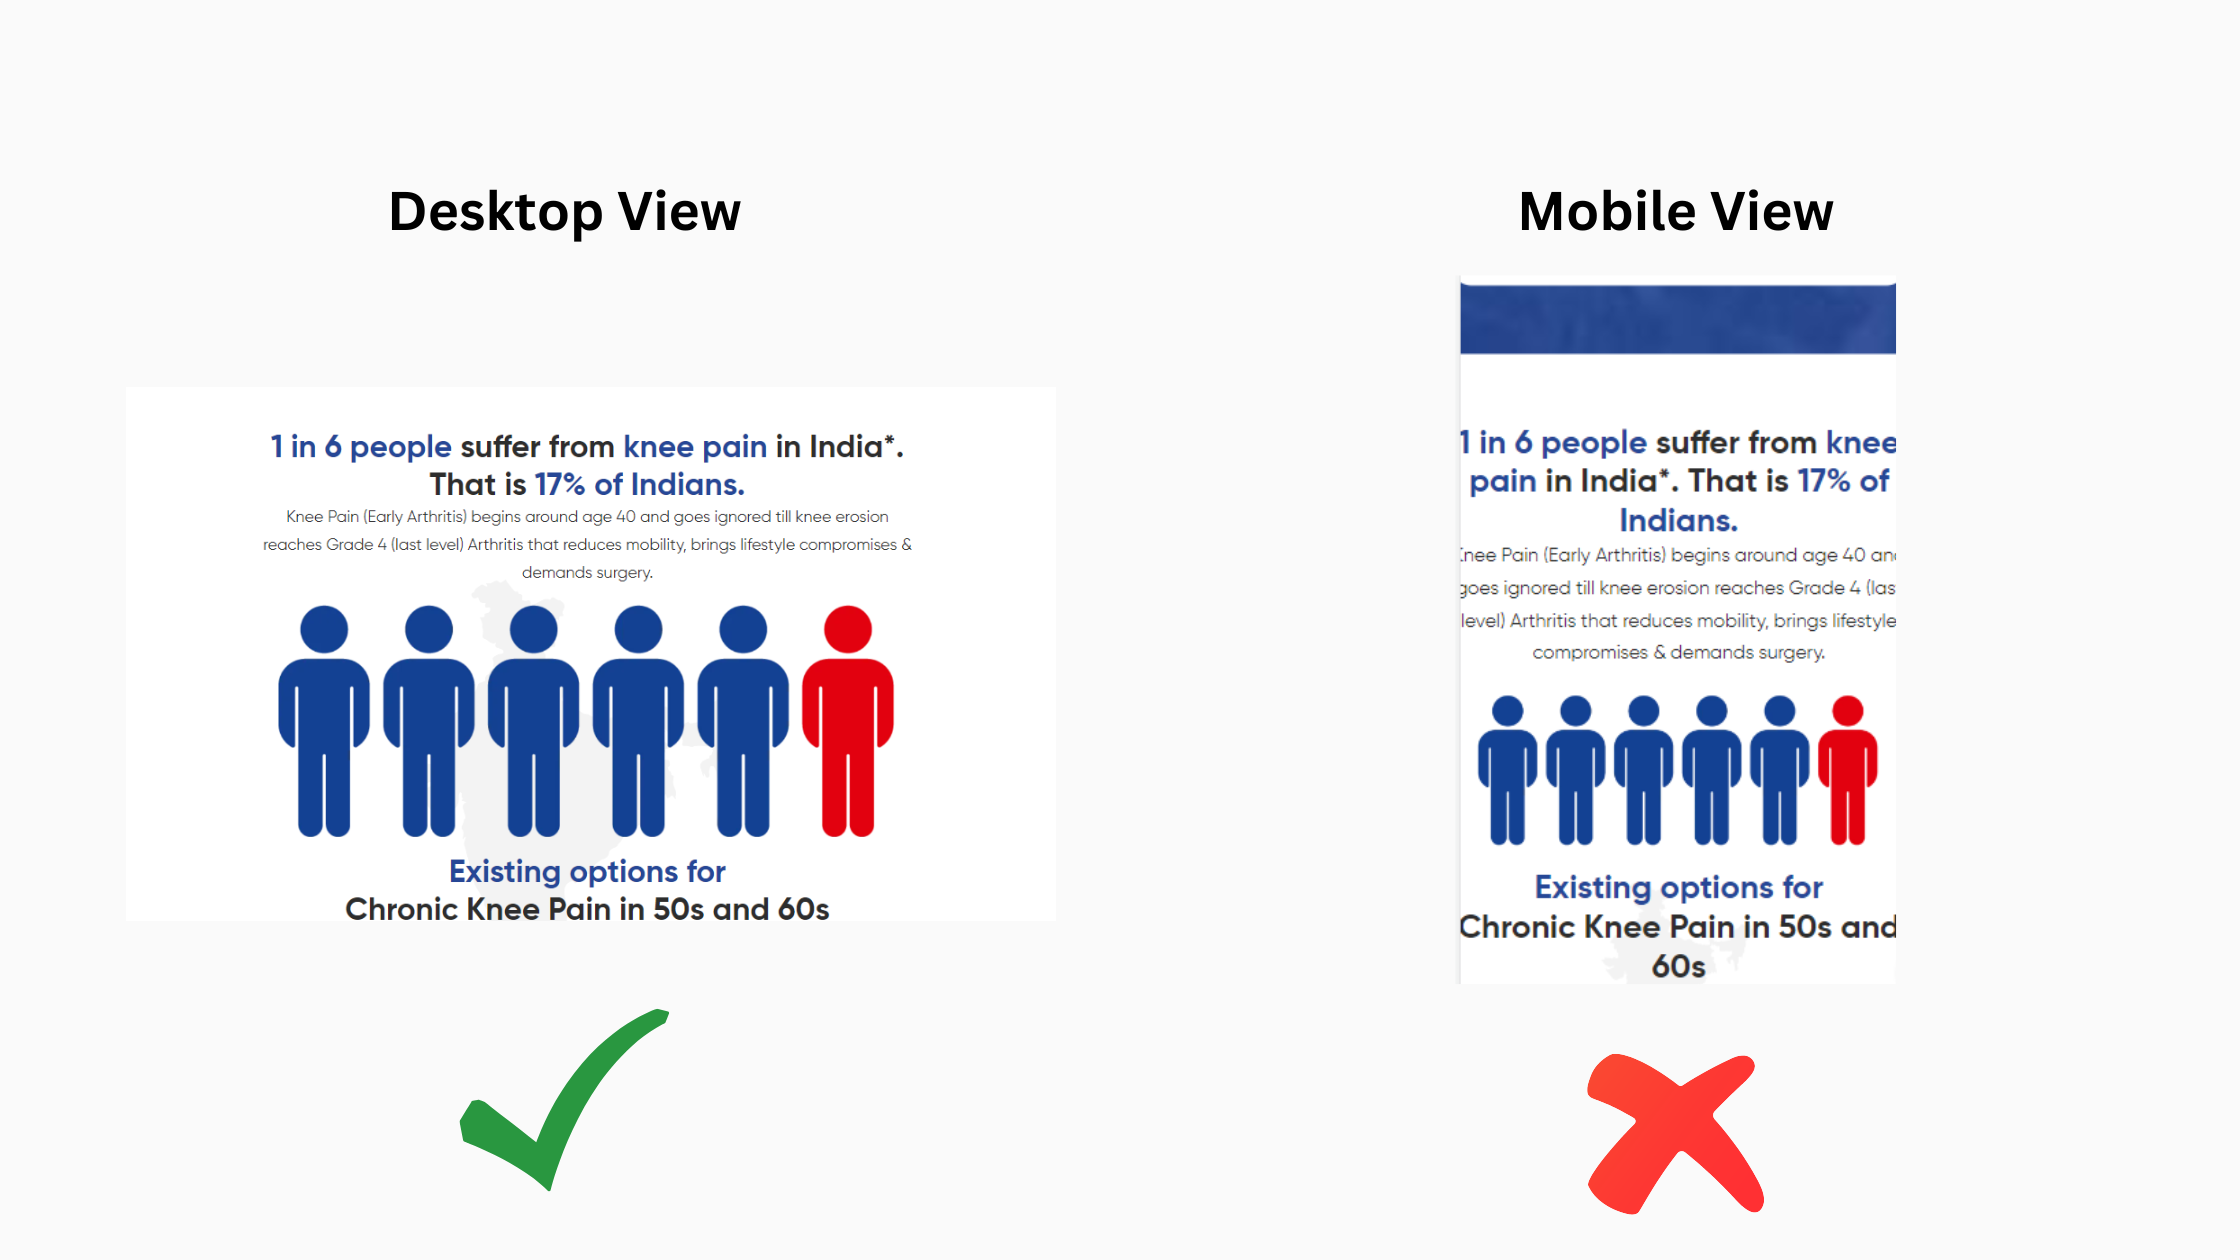 Desktop View
1 in 6 people suffer from knee pain in India*.
That is 17% of Indians.
Knee Pain (Early Arthritis) begins around age 40 and goes ignored till knee erosion
reaches Grade 4 (last level) Arthritis that reduces mobility, brings lifestyle compromises &
demands surgery.
Existing options for
Chronic Knee Pain in 50s and 60s
Mobile View
1 in 6 people suffer from knee
pain in India*. That is 17% of
Indians.
nee Pain (Early Arthritis) begins around age 40 an
goes ignored till knee erosion reaches Grade 4 (las
level) Arthritis that reduces mobility, brings lifestyle
compromises & demands surgery.
Existing options for
Chronic Knee Pain in 50s and
60s